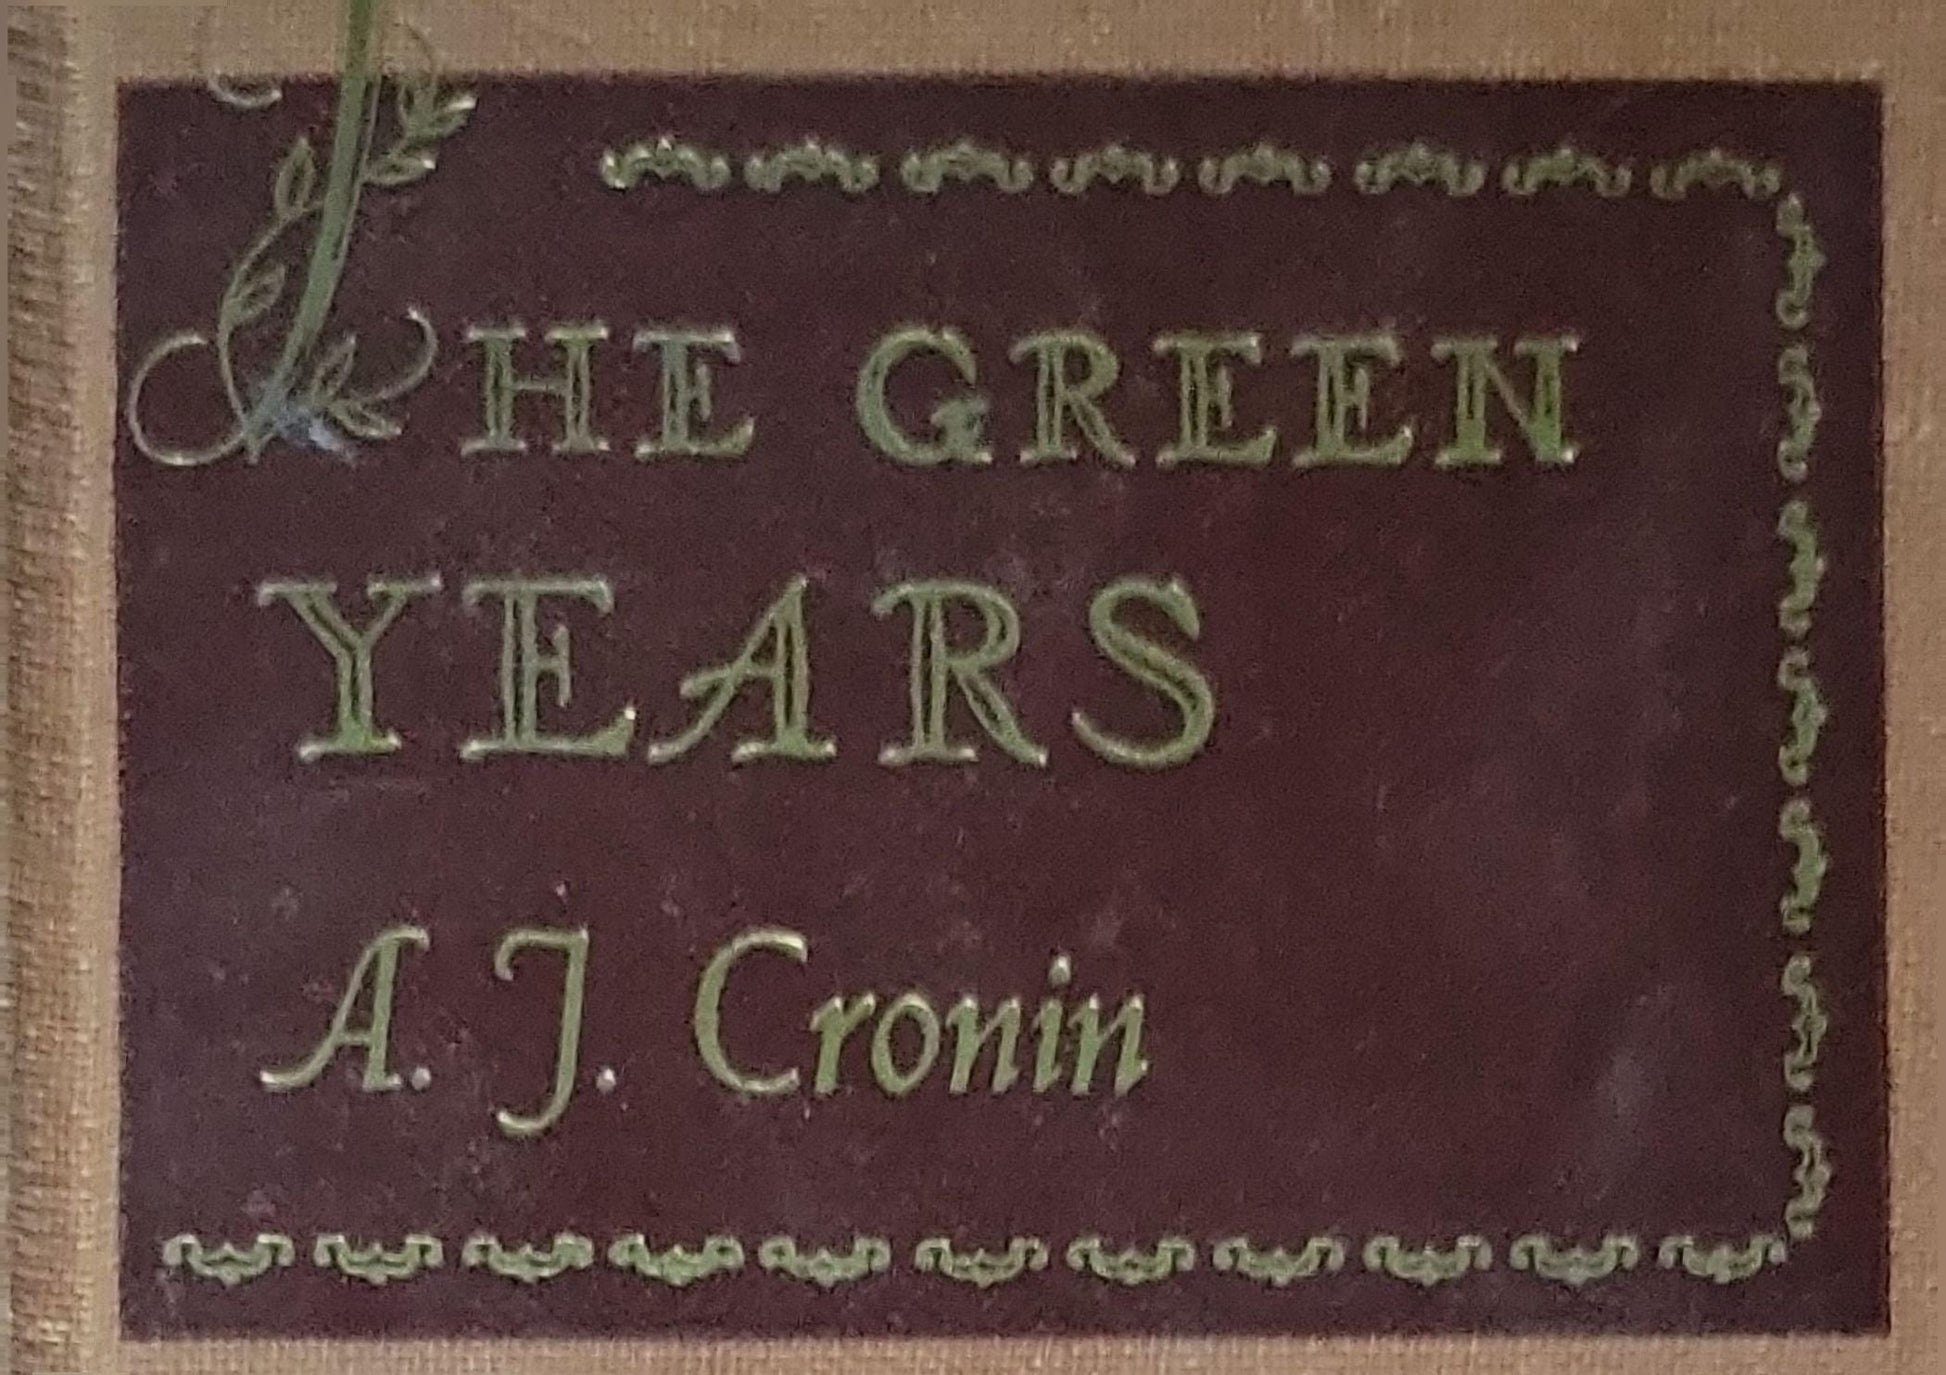 THE GREEN
YEARS
A. J. Cronin